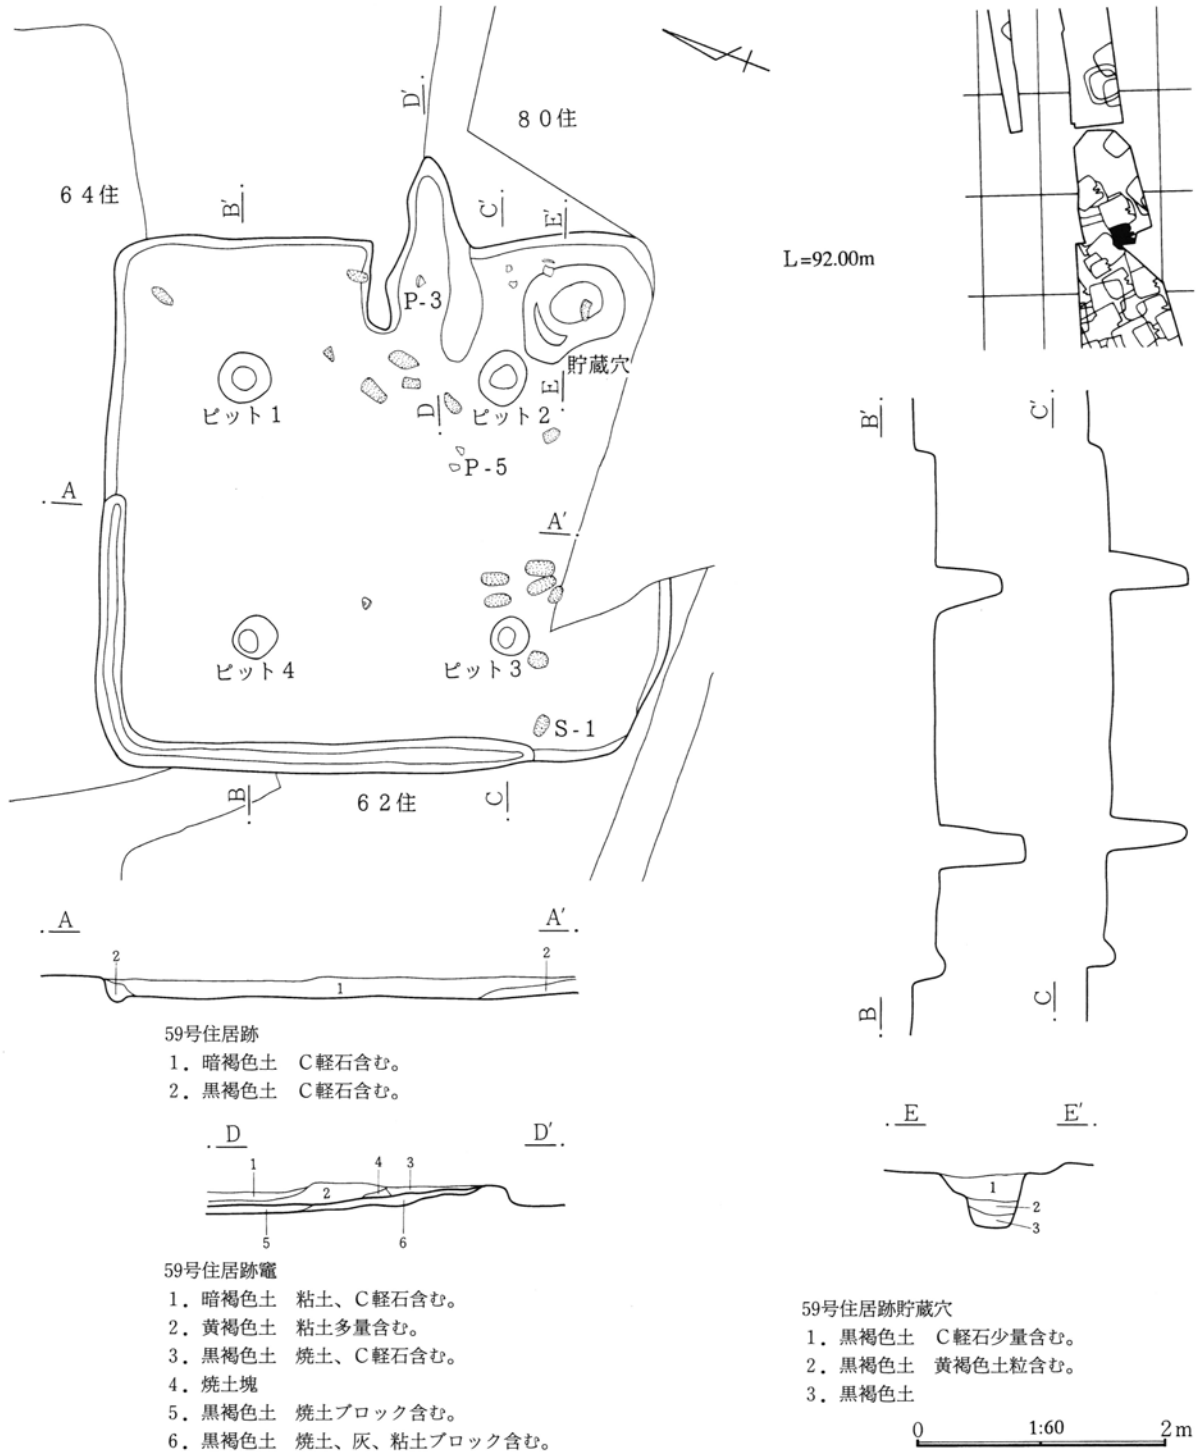 64住
80住
D'
B'
C'
E'
L=92.00m
P-3
貯蔵穴
ピット1
D
ピット2
E
P-5
A
A'
ピット4
ピット3
S-1
B
62住
C
B'
C'
B
C
A
A'
2
1
2
59号住居跡
1. 暗褐色土 C軽石含む。
2. 黒褐色土 C軽石含む。
D
D'
1
2
4
3
5
6
59号住居跡竈
1. 暗褐色土 粘土、C軽石含む。
2. 黄褐色土 粘土多量含む。
3. 黒褐色土 焼土、C軽石含む。
4. 焼土塊
5. 黒褐色土 焼土ブロック含む。
6. 黒褐色土 焼土、灰、粘土ブロック含む。
E
E'
1
2
3
59号住居跡貯蔵穴
1. 黒褐色土 C軽石少量含む。
2. 黒褐色土 黄褐色土粒含む。
3. 黒褐色土
0 1:60 2m